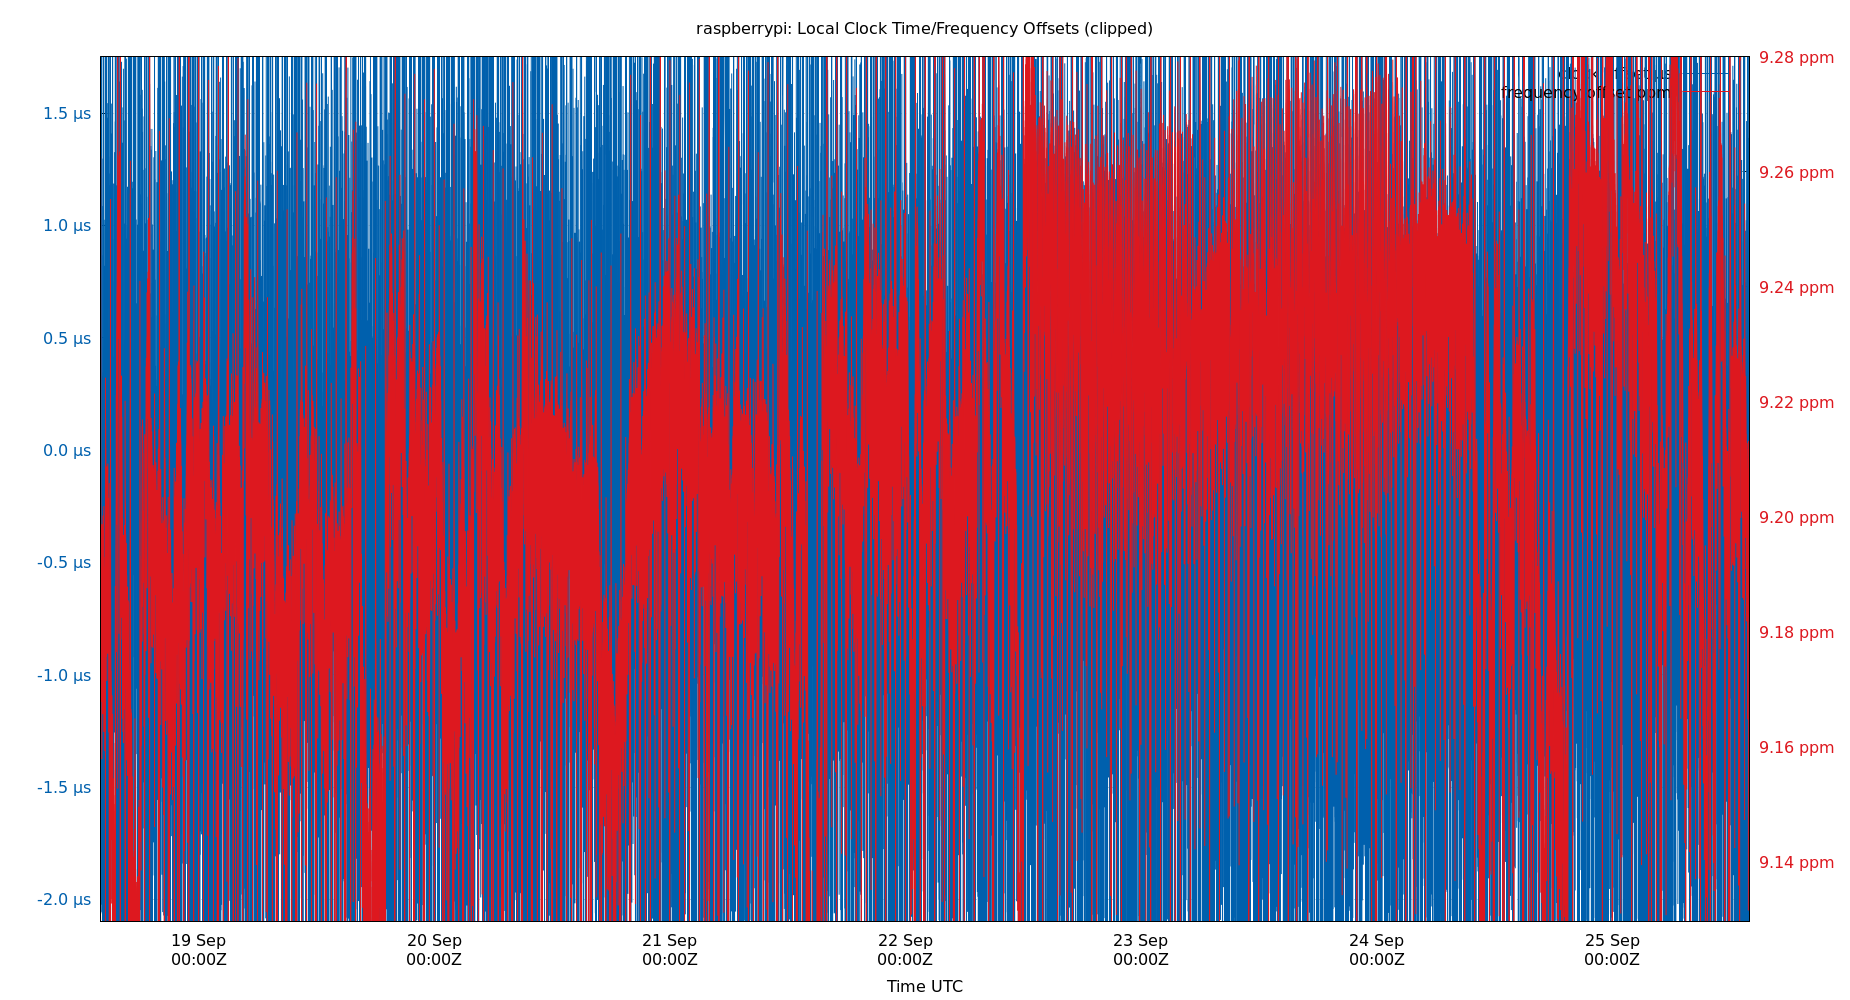 raspberrypi: Local Clock Time/Frequency Offsets (clipped)
9.28 ppm
clock offset µs
frequency offset ppm
1.5 µs
9.26 ppm
1.0 µs
9.24 ppm
0.5 µs
9.22 ppm
0.0 µs
9.20 ppm
-0.5 µs
9.18 ppm
-1.0 µs
9.16 ppm
-1.5 µs
9.14 ppm
-2.0 µs
19 Sep 20 Sep 21 Sep 22 Sep 23 Sep 24 Sep 25 Sep
00:00Z 00:00Z 00:00Z 00:00Z 00:00Z 00:00Z 00:00Z
Time UTC